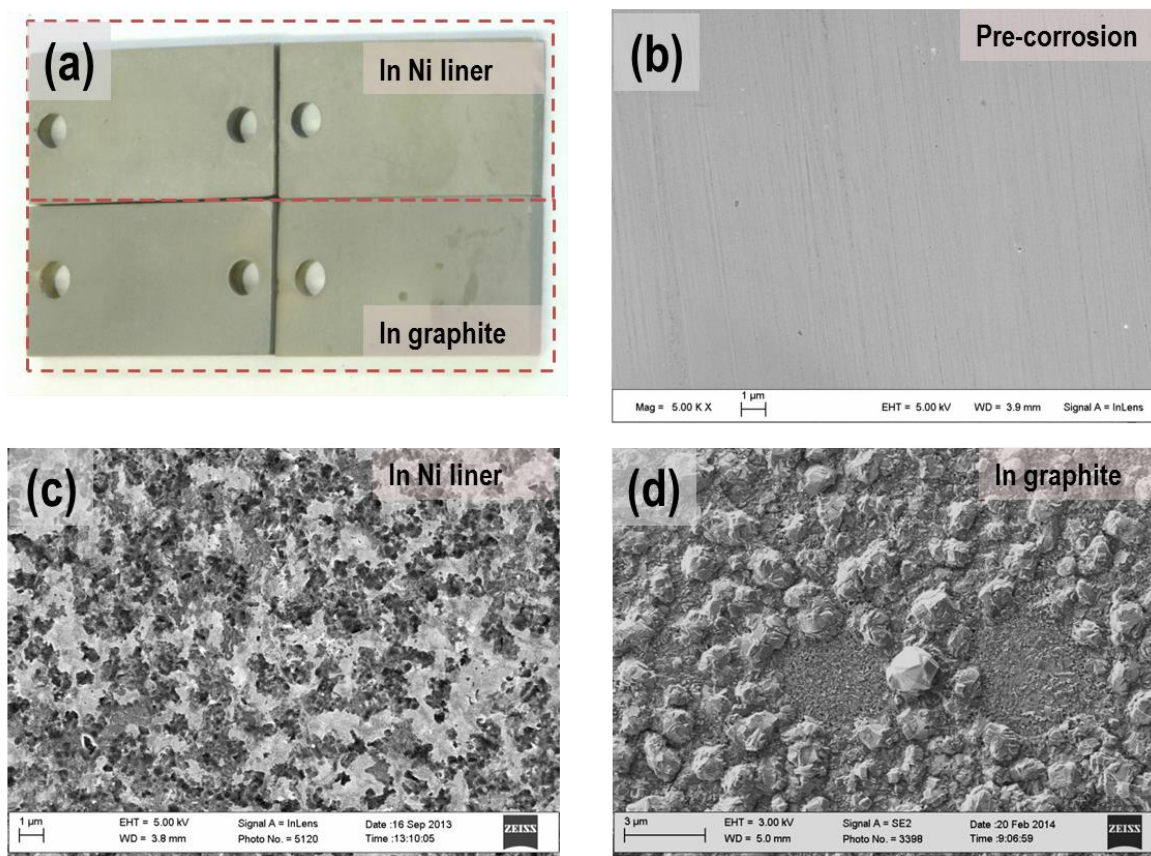 (a)
In Ni liner
In graphite
(b)
Pre-corrosion
Mag = 5.00 K X 1 µm EHT = 5.00 kV WD = 3.9 mm Signal A = InLens
(c)
In Ni liner
1 µm EHT = 5.00 kV Signal A = InLens Date :16 Sep 2013
WD = 3.8 mm Photo No. = 5120 Time :13:10:05 ZEISS
(d)
In graphite
3 µm EHT = 3.00 kV Signal A = SE2 Date :20 Feb 2014
WD = 5.0 mm Photo No. = 3398 Time :9:06:59 ZEISS